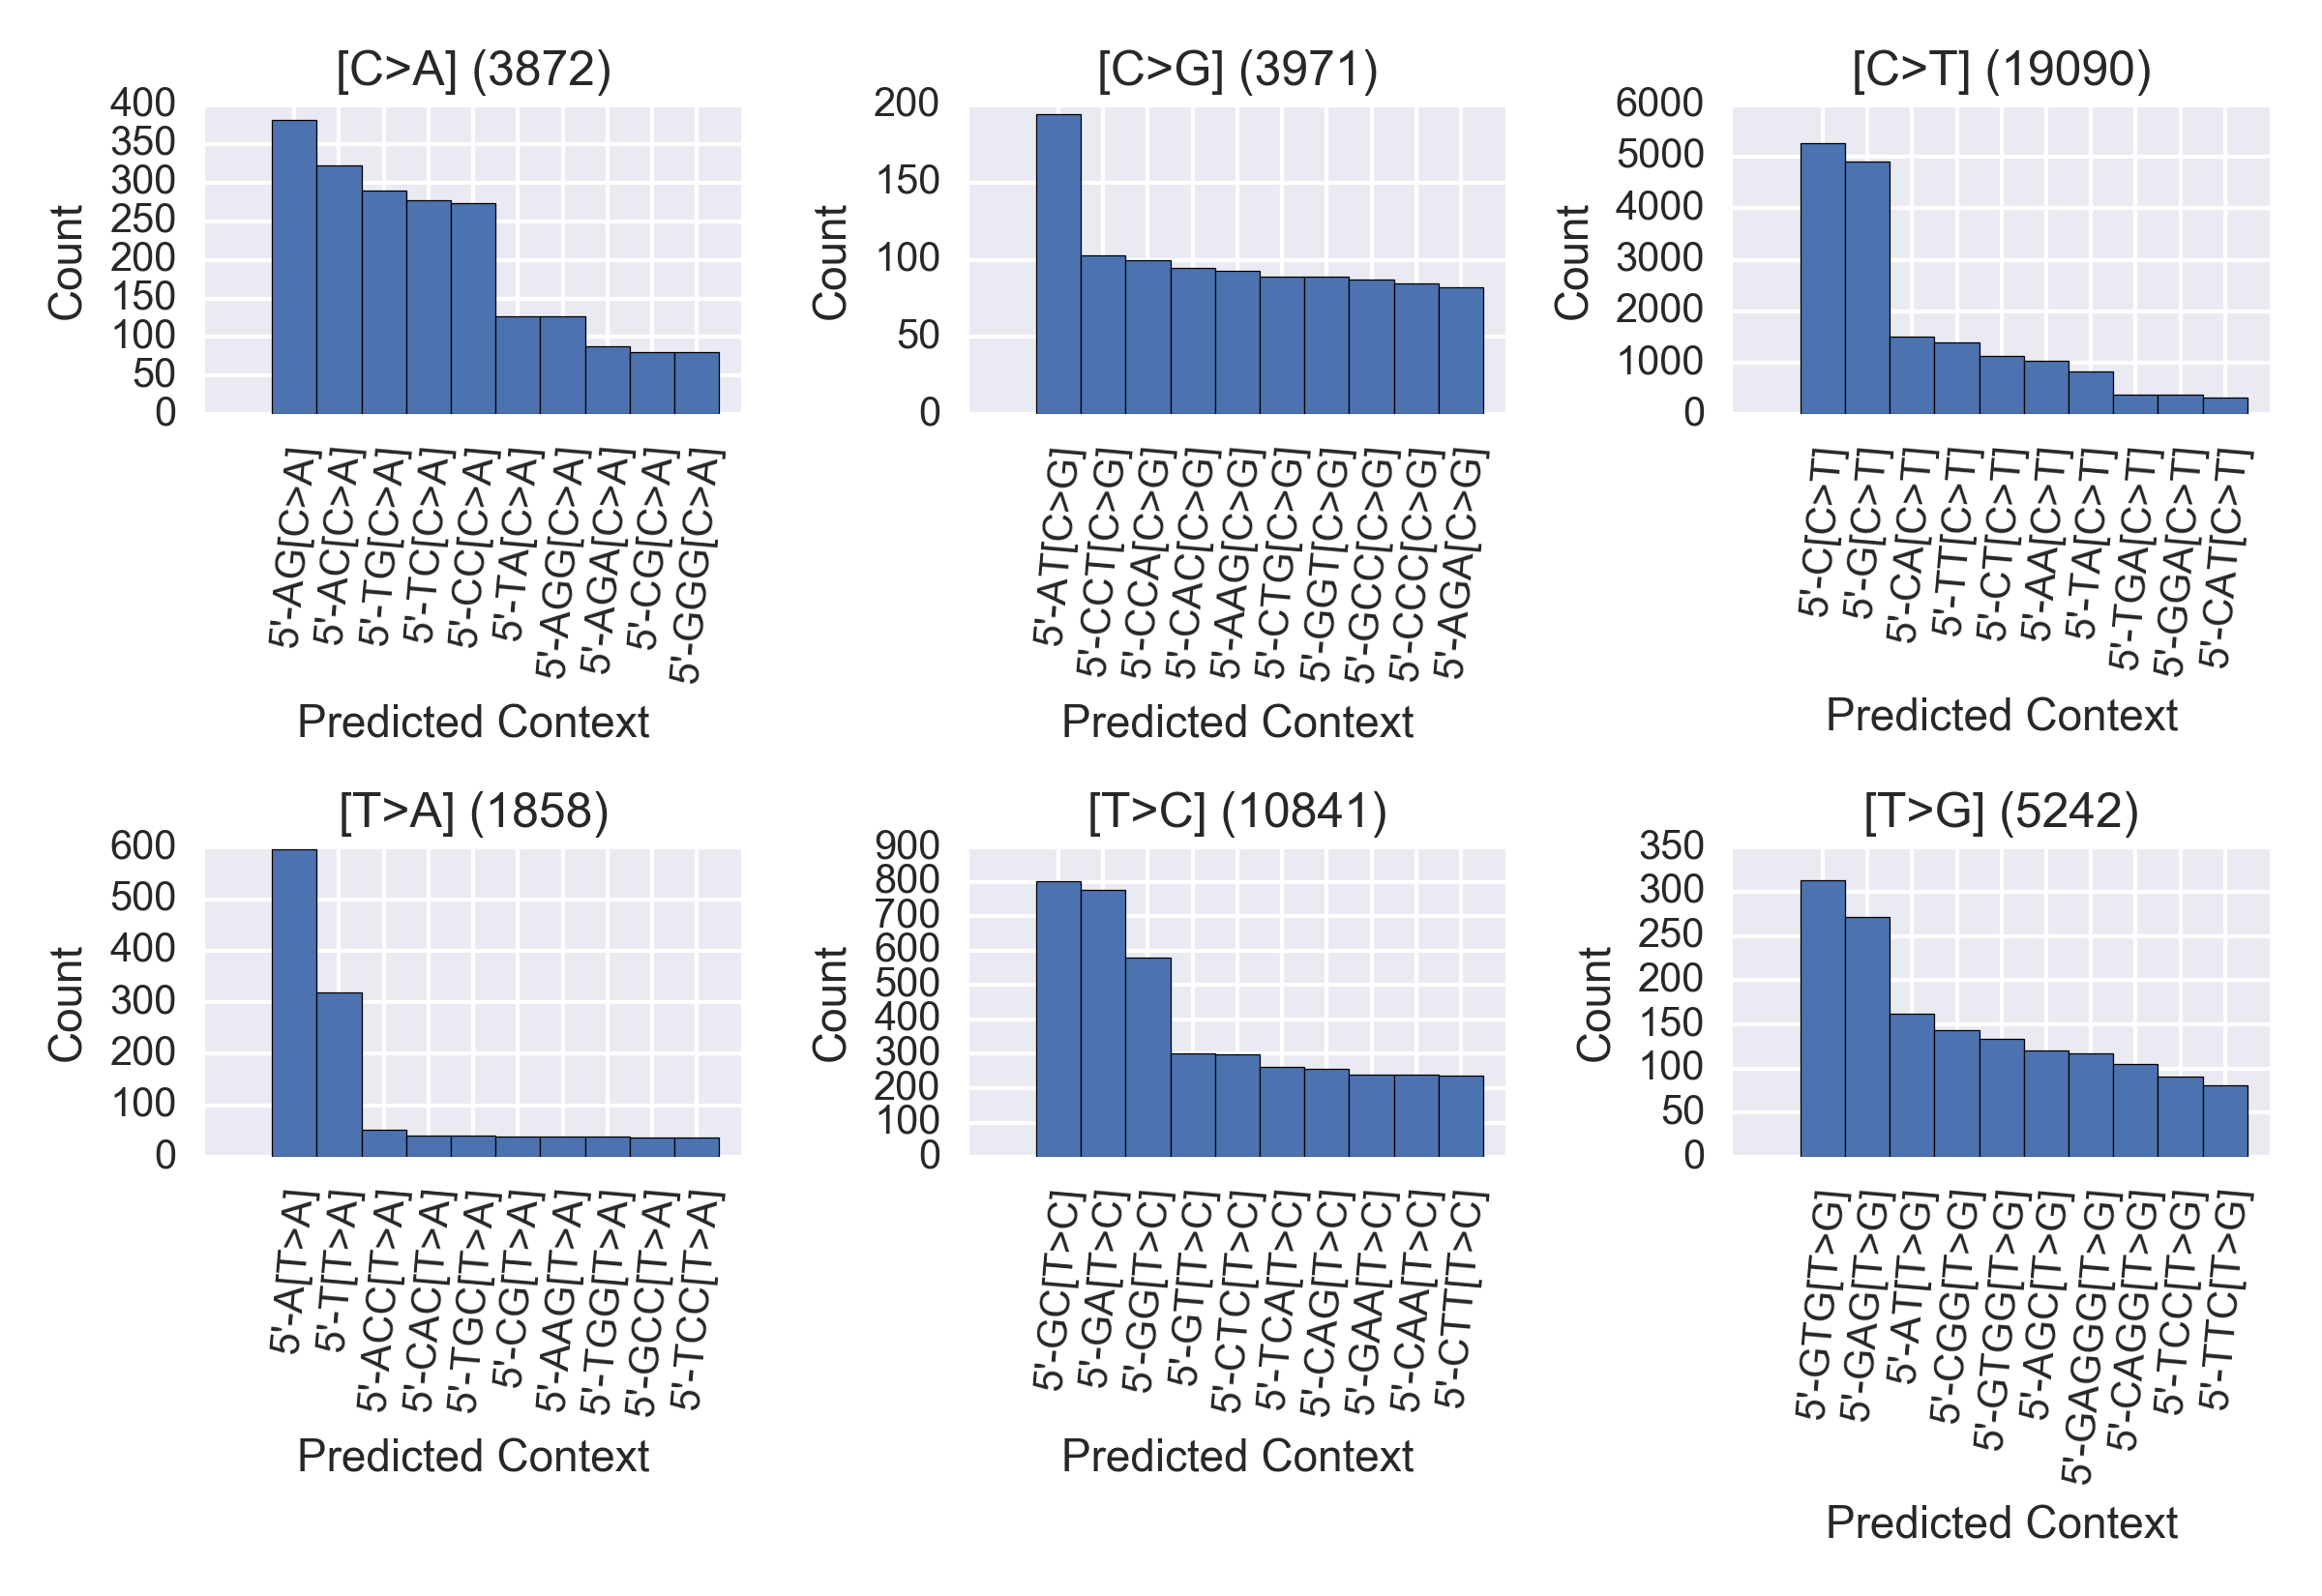 [C>A] (3872)
Count
400
350
300
250
200
150
100
50
0
5'-AG[C>A]
5'-AC[C>A]
5'-TG[C>A]
5'-TC[C>A]
5'-CC[C>A]
5'-TA[C>A]
5'-AGG[C>A]
5'-AGA[C>A]
5'-CG[C>A]
5'-GGG[C>A]
Predicted Context
[C>G] (3971)
Count
200
150
100
50
0
5'-AT[C>G]
5'-CCT[C>G]
5'-CCA[C>G]
5'-CAC[C>G]
5'-AAG[C>G]
5'-CTG[C>G]
5'-GGT[C>G]
5'-GCC[C>G]
5'-CCC[C>G]
5'-AGA[C>G]
Predicted Context
[C>T] (19090)
Count
6000
5000
4000
3000
2000
1000
0
5'-C[C>T]
5'-G[C>T]
5'-CA[C>T]
5'-TT[C>T]
5'-CT[C>T]
5'-AA[C>T]
5'-TA[C>T]
5'-TGA[C>T]
5'-GGA[C>T]
5'-CAT[C>T]
Predicted Context
[T>A] (1858)
Count
600
500
400
300
200
100
0
5'-A[T>A]
5'-T[T>A]
5'-ACC[T>A]
5'-CAC[T>A]
5'-TGC[T>A]
5'-CCG[T>A]
5'-AAG[T>A]
5'-TGG[T>A]
5'-GCC[T>A]
5'-TCC[T>A]
Predicted Context
[T>C] (10841)
Count
900
800
700
600
500
400
300
200
100
0
5'-GC[T>C]
5'-GA[T>C]
5'-GG[T>C]
5'-GT[T>C]
5'-CTC[T>C]
5'-TCA[T>C]
5'-CAG[T>C]
5'-GAA[T>C]
5'-CAA[T>C]
5'-CTT[T>C]
Predicted Context
[T>G] (5242)
Count
350
300
250
200
150
100
50
0
5'-GTG[T>G]
5'-GAG[T>G]
5'-AT[T>G]
5'-CGG[T>G]
5'-GTGG[T>G]
5'-AGC[T>G]
5'-GAGGG[T>G]
5'-CAGG[T>G]
5'-TCC[T>G]
5'-TTC[T>G]
Predicted Context